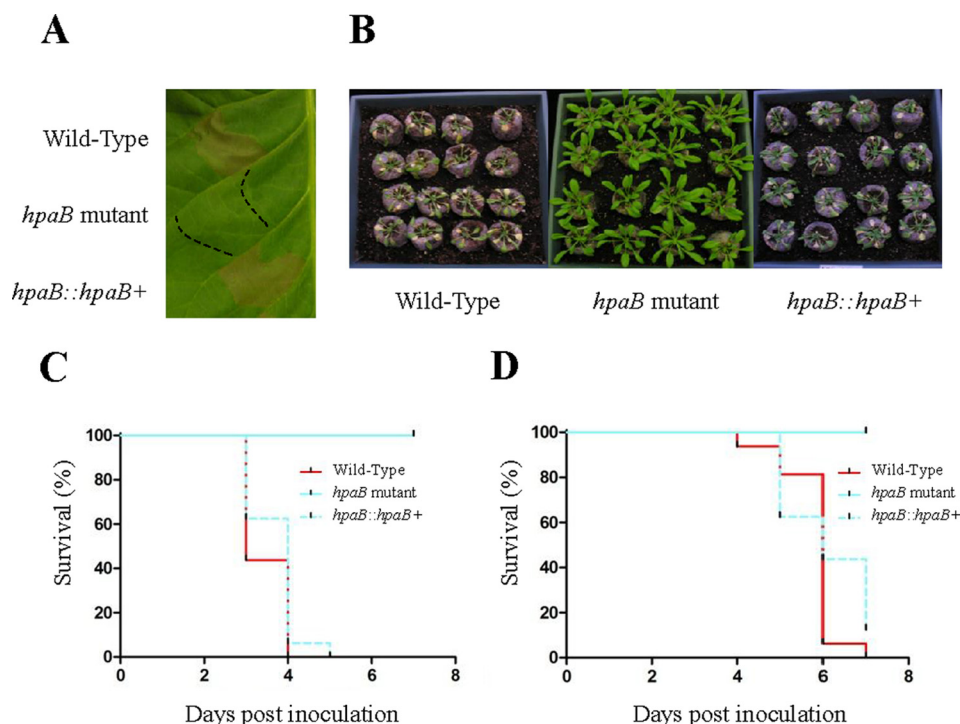 A
B
Wild-Type
hpaB mutant
hpaB::hpaB+
Wild-Type
hpaB mutant
hpaB::hpaB+
C
D
Survival (%)
100
80
60
40
20
0
0
2
4
6
8
Wild-Type
hpaB mutant
hpaB::hpaB+
Days post inoculation
Survival (%)
100
80
60
40
20
0
0
2
4
6
8
Wild-Type
hpaB mutant
hpaB::hpaB+
Days post inoculation